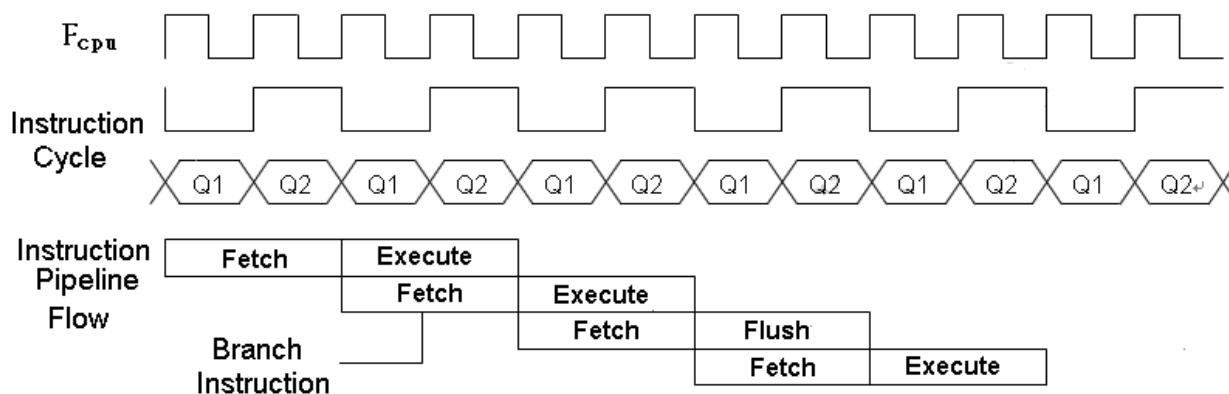 Fcpu
Instruction
Cycle
Q1 Q2 Q1 Q2 Q1 Q2 Q1 Q2 Q1 Q2 Q1 Q2↵
Instruction
Pipeline
Flow
Fetch Execute
Fetch Execute
Fetch Flush
Fetch Execute
Branch
Instruction